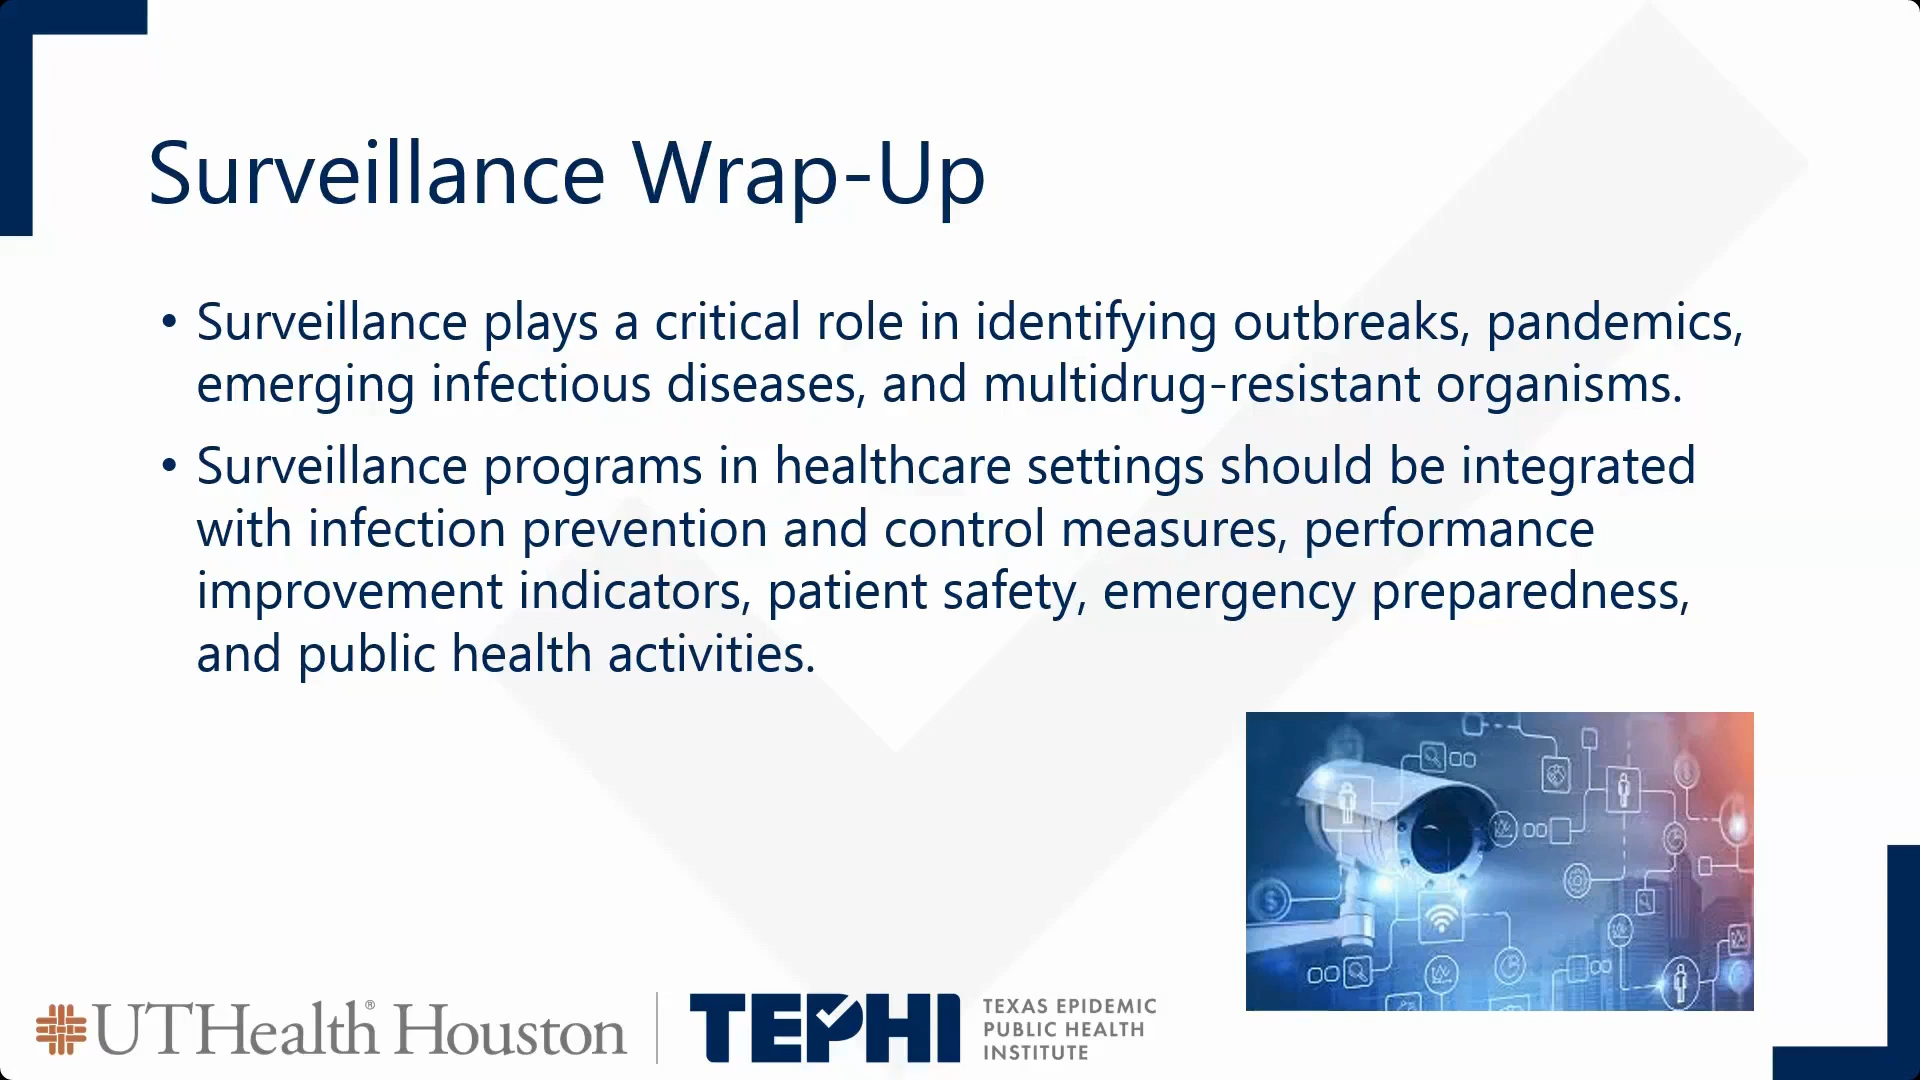 Surveillance Wrap-Up
• Surveillance plays a critical role in identifying outbreaks, pandemics,
emerging infectious diseases, and multidrug-resistant organisms.
• Surveillance programs in healthcare settings should be integrated
with infection prevention and control measures, performance
improvement indicators, patient safety, emergency preparedness,
and public health activities.
UTHealth® Houston
TEPHI
TEXAS EPIDEMIC
PUBLIC HEALTH
INSTITUTE